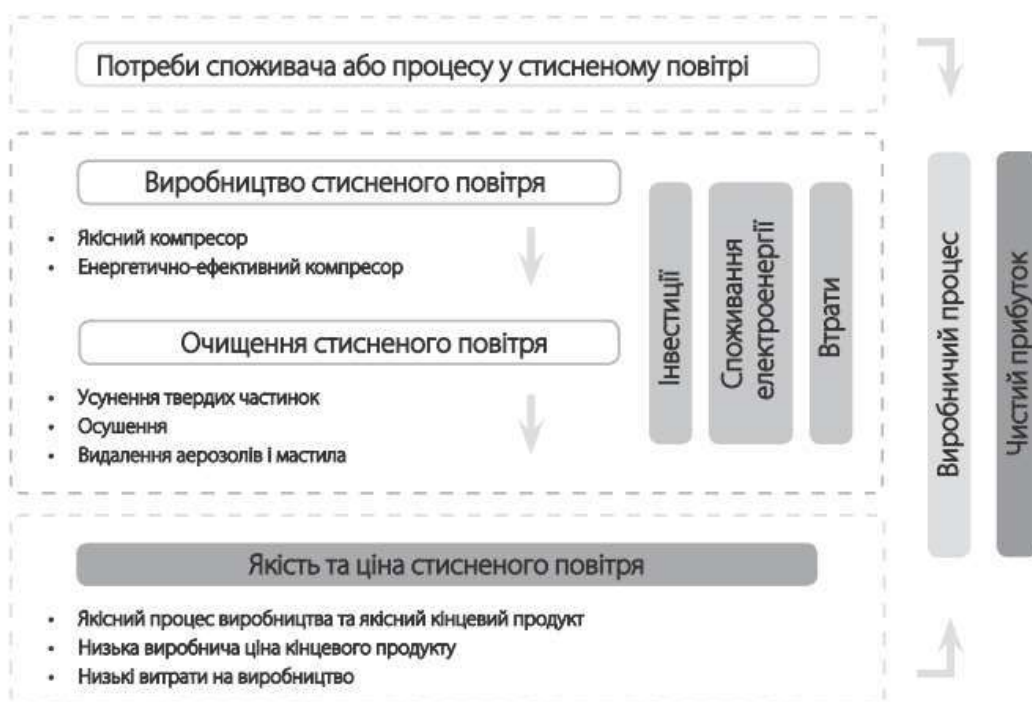 Потреби споживача або процесу у стисненому повітрі
Виробництво стисненого повітря
• Якісний компресор
• Енергетично-ефективний компресор
Очищення стисненого повітря
• Усунення твердих частинок
• Осушення
• Видалення аерозолів і мастила
Інвестиції
Споживання
електроенергії
Втрати
Якість та ціна стисненого повітря
• Якісний процес виробництва та якісний кінцевий продукт
• Низька виробнича ціна кінцевого продукту
• Низькі витрати на виробництво
Виробничий процес
Чистий прибуток